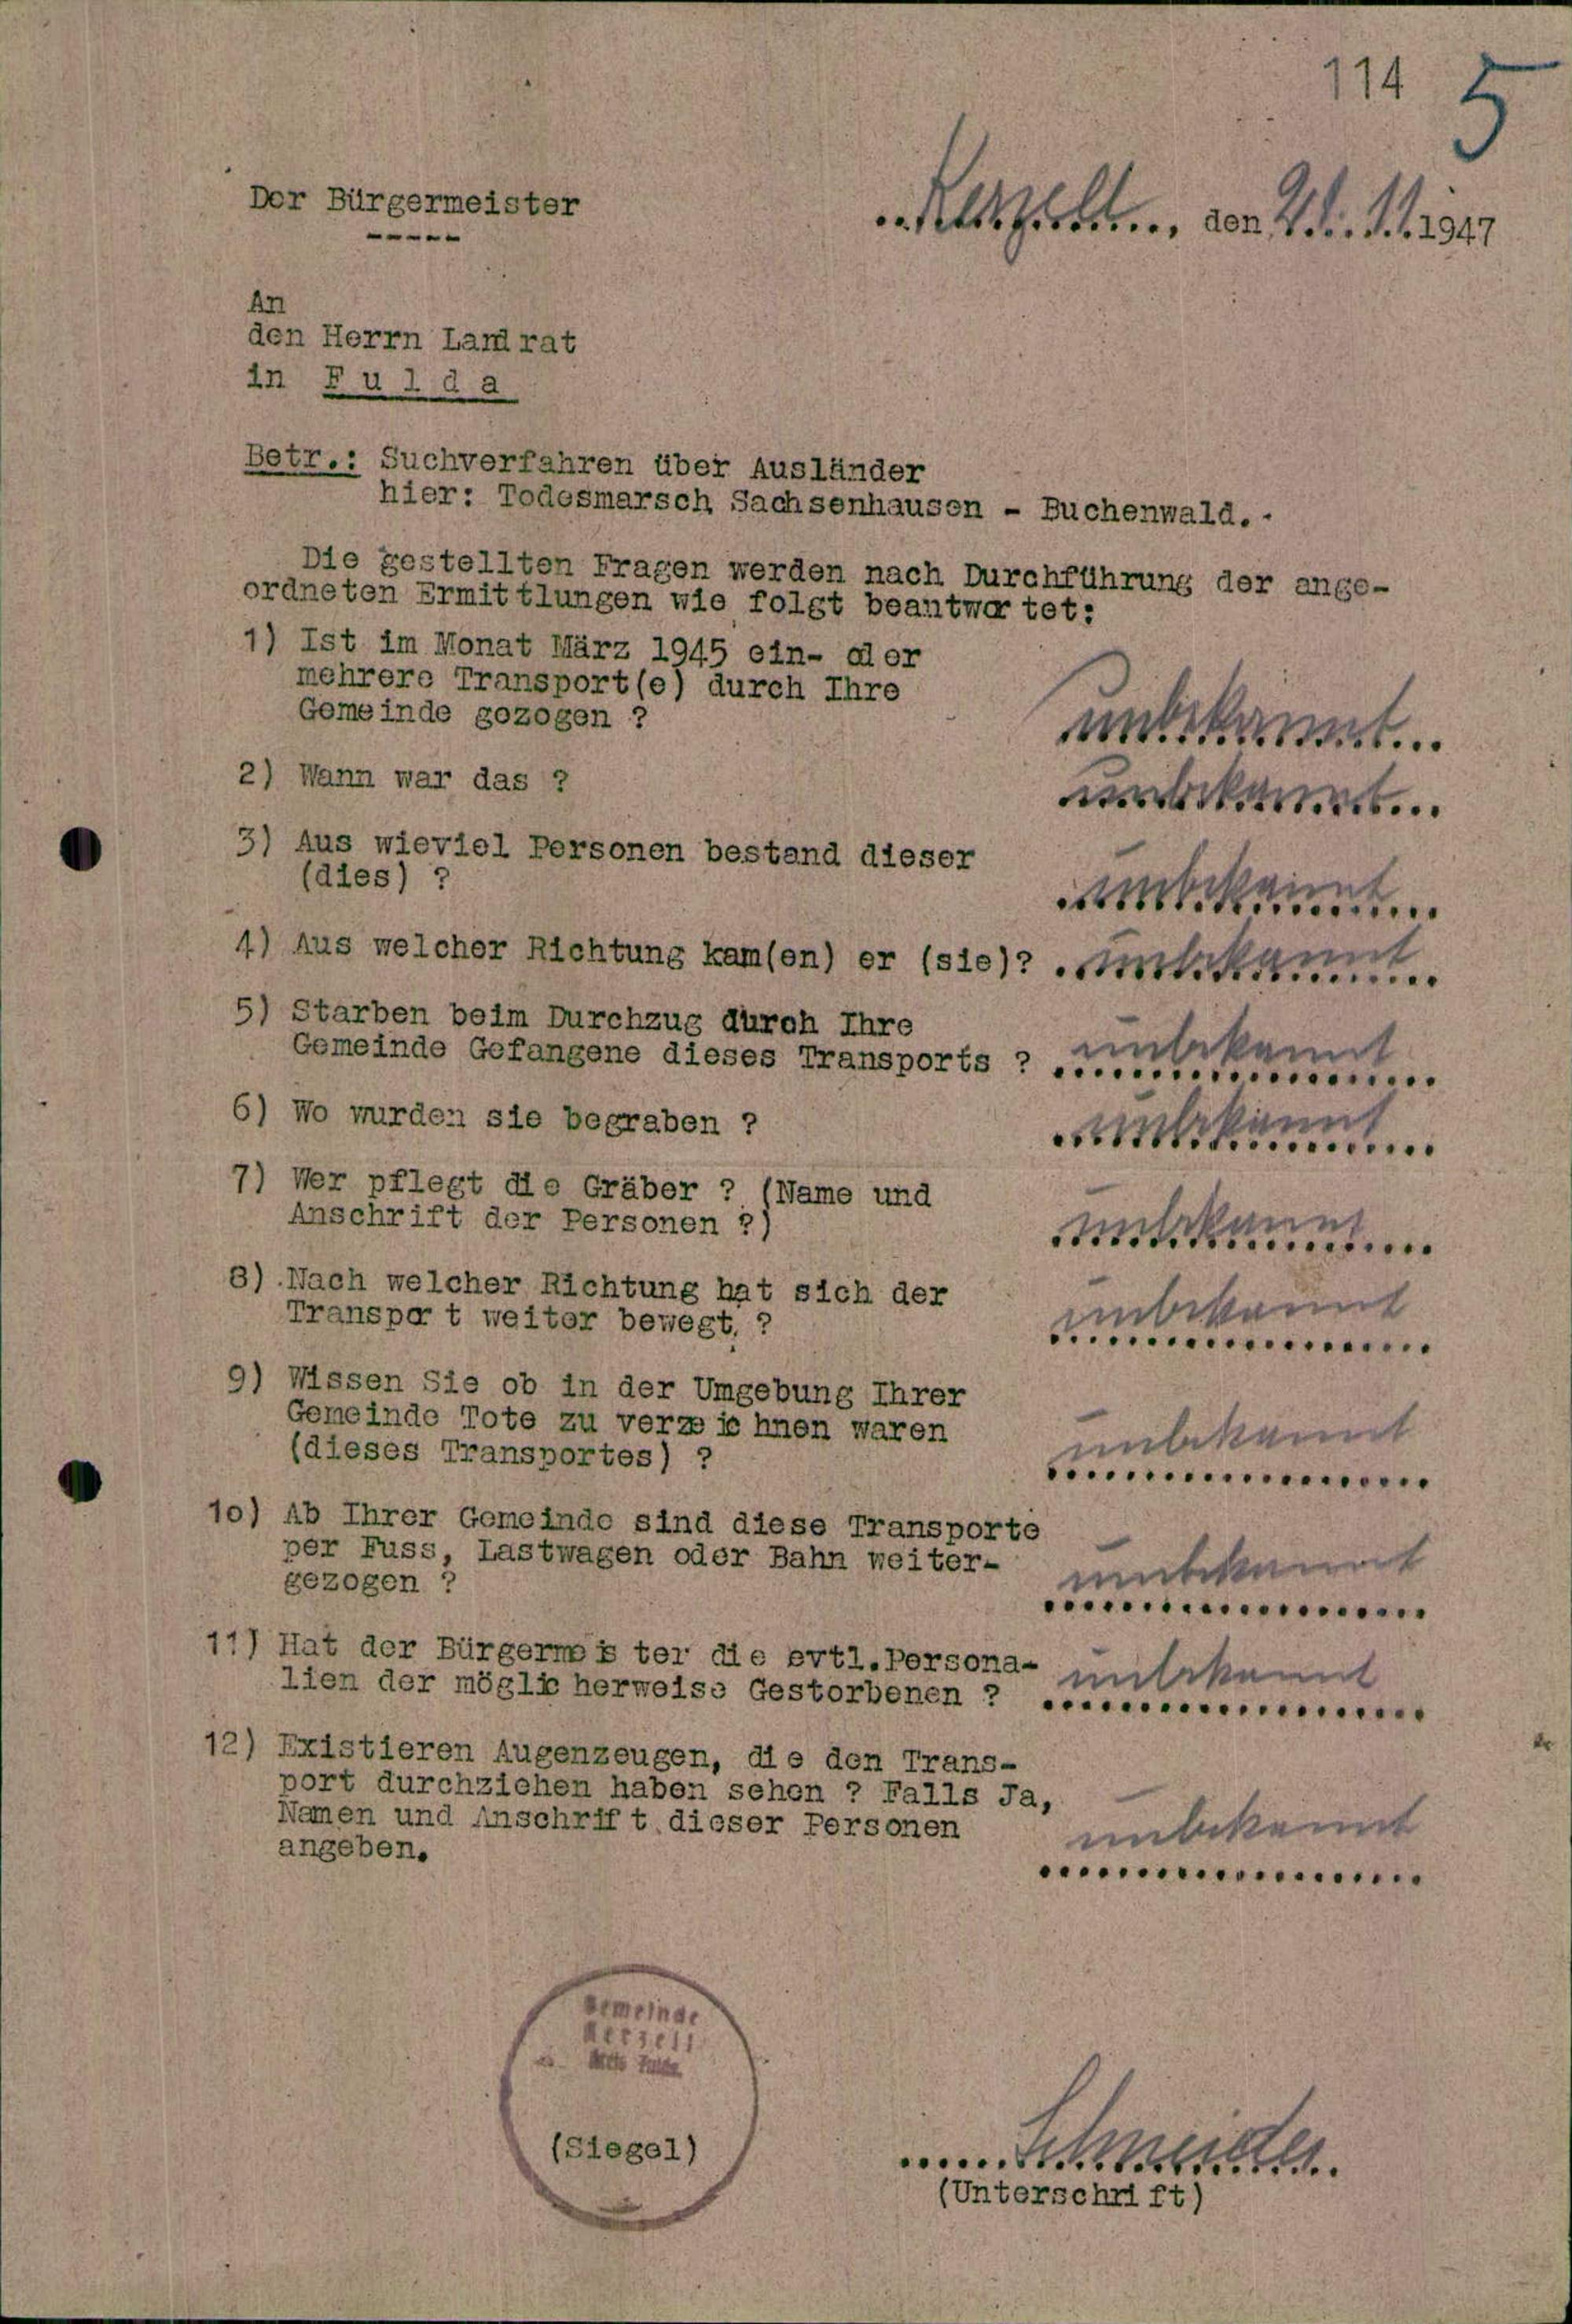 114 5
Der Bürgermeister
-----
..Kerzell..., den 21. 11. 1947
An
den Herrn Landrat
in F u l d a
Betr.: Suchverfahren über Ausländer
hier: Todesmarsch Sachsenhausen - Buchenwald.
Die gestellten Fragen werden nach Durchführung der ange-
ordneten Ermittlungen wie folgt beantwortet:
1) Ist im Monat März 1945 ein- oder
mehrere Transport(e) durch Ihre
Gemeinde gezogen ? unbekannt...
2) Wann war das ? unbekannt...
3) Aus wieviel Personen bestand dieser
(dies) ? unbekannt
4) Aus welcher Richtung kam(en) er (sie)? unbekannt
5) Starben beim Durchzug durch Ihre
Gemeinde Gefangene dieses Transports ? unbekannt
6) Wo wurden sie begraben ? unbekannt
7) Wer pflegt die Gräber ? (Name und
Anschrift der Personen ?) unbekannt
8) Nach welcher Richtung hat sich der
Transport weiter bewegt ? unbekannt
9) Wissen Sie ob in der Umgebung Ihrer
Gemeinde Tote zu verzeichnen waren
(dieses Transportes) ? unbekannt
10) Ab Ihrer Gemeinde sind diese Transporte
per Fuss, Lastwagen oder Bahn weiter-
gezogen ? unbekannt
11) Hat der Bürgermeister die evtl.Persona-
lien der möglicherweise Gestorbenen ? unbekannt
12) Existieren Augenzeugen, die den Trans-
port durchziehen haben sehen ? Falls Ja,
Namen und Anschrift dieser Personen
angeben. unbekannt
Gemeinde
Kerzell
Kreis Fulda
(Siegel)
Schneider
(Unterschrift)